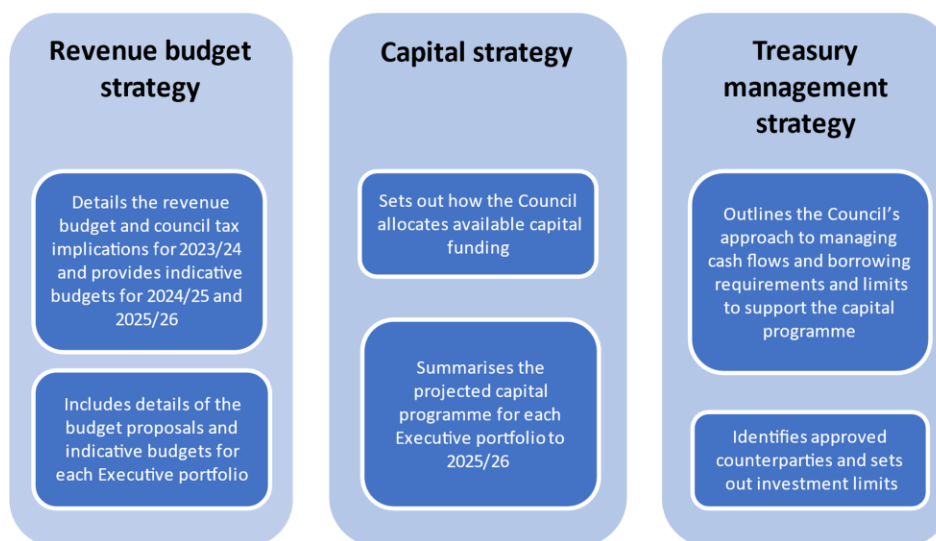 Revenue budget
strategy
Details the revenue
budget and council tax
implications for 2023/24
and provides indicative
budgets for 2024/25 and
2025/26
Includes details of the
budget proposals and
indicative budgets for
each Executive portfolio
Capital strategy
Sets out how the Council
allocates available capital
funding
Summarises the
projected capital
programme for each
Executive portfolio to
2025/26
Treasury
management
strategy
Outlines the Council’s
approach to managing
cash flows and borrowing
requirements and limits
to support the capital
programme
Identifies approved
counterparties and sets
out investment limits